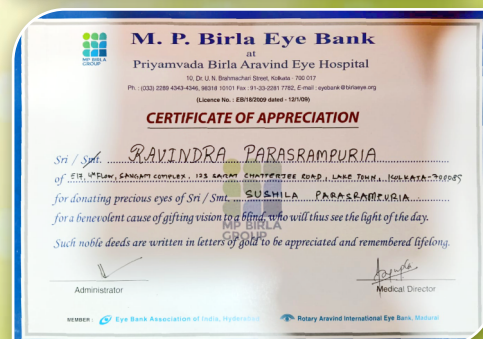 MP BIRLA
GROUP
M. P. Birla Eye Bank
at
Priyamvada Birla Aravind Eye Hospital
10, Dr. U. N. Brahmachari Street, Kolkata - 700 017
Ph. : (033) 2289 4343-4346, 98318 10101 Fax : 91-33-2281 7782, E-mail : eyebank@birlaeye.org
(Licence No. : EB/18/2009 dated - 12/1/09)
CERTIFICATE OF APPRECIATION
Sri / Smt. RAVINDRA PARASRAMPURIA
of E17, 4th FLOW, SANGAM COMPLEX, 123 SARAT CHATTERJEE ROAD, LAKE TOWN, KOLKATA-700089
for donating precious eyes of Sri / Smt. SUSHILA PARASRAMPURIA
for a benevolent cause of gifting vision to a blind, who will thus see the light of the day.
MP BIRLA
GROUP
Such noble deeds are written in letters of gold to be appreciated and remembered lifelong.
Administrator
Medical Director
MEMBER : Eye Bank Association of India, Hyderabad
Rotary Aravind International Eye Bank, Madurai